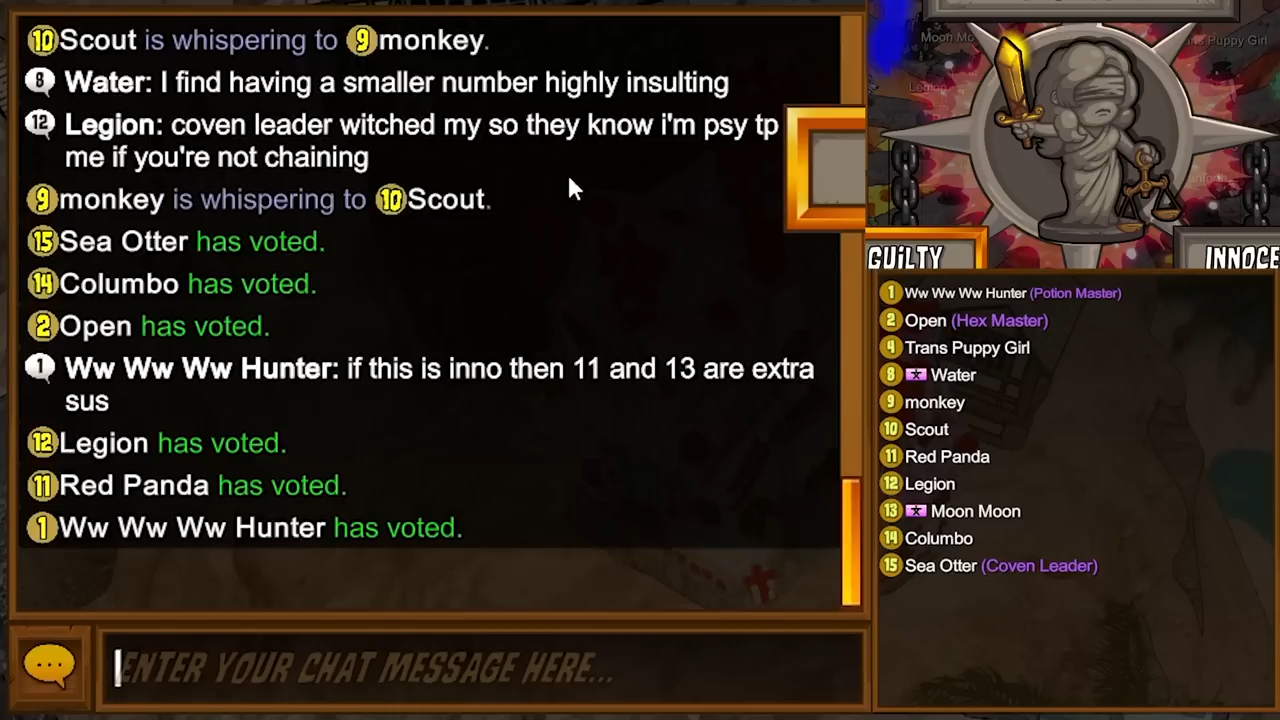 10 Scout is whispering to 9 monkey.
8 Water: I find having a smaller number highly insulting
12 Legion: coven leader witched my so they know i'm psy tp
me if you're not chaining
9 monkey is whispering to 10 Scout.
15 Sea Otter has voted.
14 Columbo has voted.
2 Open has voted.
1 Ww Ww Ww Hunter: if this is inno then 11 and 13 are extra
sus
12 Legion has voted.
11 Red Panda has voted.
1 Ww Ww Ww Hunter has voted.
ENTER YOUR CHAT MESSAGE HERE...
Moon Mo
ns Puppy Girl
Legion
GUiLTY
INNOCE
1 Ww Ww Ww Hunter (Potion Master)
2 Open (Hex Master)
4 Trans Puppy Girl
8 Water
9 monkey
10 Scout
11 Red Panda
12 Legion
13 Moon Moon
14 Columbo
15 Sea Otter (Coven Leader)